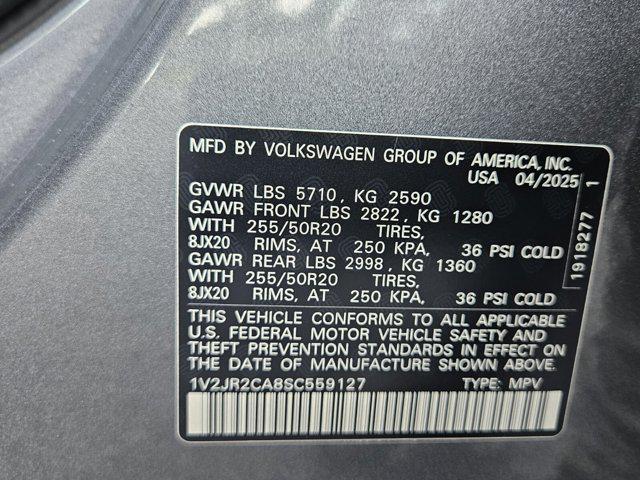 MFD BY VOLKSWAGEN GROUP OF AMERICA, INC.
USA 04/2025
GVWR LBS 5710, KG 2590
GAWR FRONT LBS 2822, KG 1280
WITH 255/50R20 TIRES,
8JX20 RIMS, AT 250 KPA, 36 PSI COLD
GAWR REAR LBS 2998, KG 1360
WITH 255/50R20 TIRES,
8JX20 RIMS, AT 250 KPA, 36 PSI COLD
THIS VEHICLE CONFORMS TO ALL APPLICABLE
U.S. FEDERAL MOTOR VEHICLE SAFETY AND
THEFT PREVENTION STANDARDS IN EFFECT ON
THE DATE OF MANUFACTURE SHOWN ABOVE.
1V2JR2CA8SC559127 TYPE: MPV
1918277 1